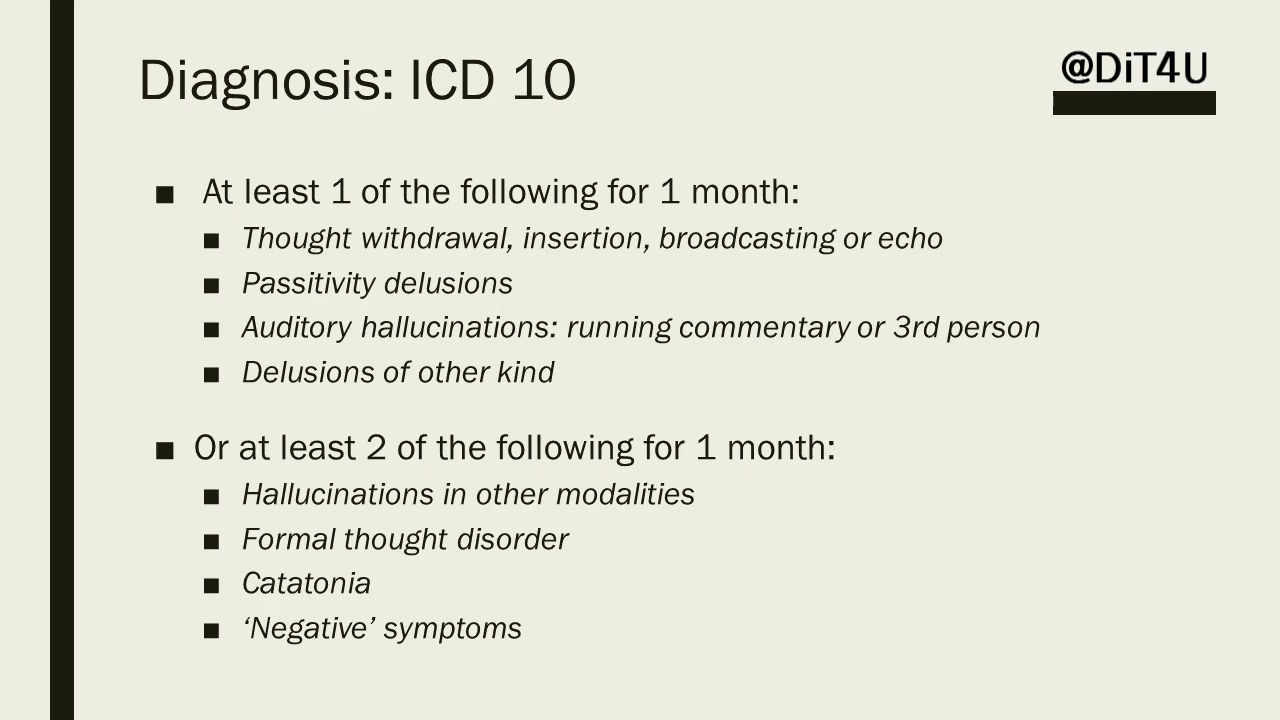 Diagnosis: ICD 10
@DiT4U
■ At least 1 of the following for 1 month:
■ Thought withdrawal, insertion, broadcasting or echo
■ Passitivity delusions
■ Auditory hallucinations: running commentary or 3rd person
■ Delusions of other kind
■ Or at least 2 of the following for 1 month:
■ Hallucinations in other modalities
■ Formal thought disorder
■ Catatonia
■ ‘Negative’ symptoms